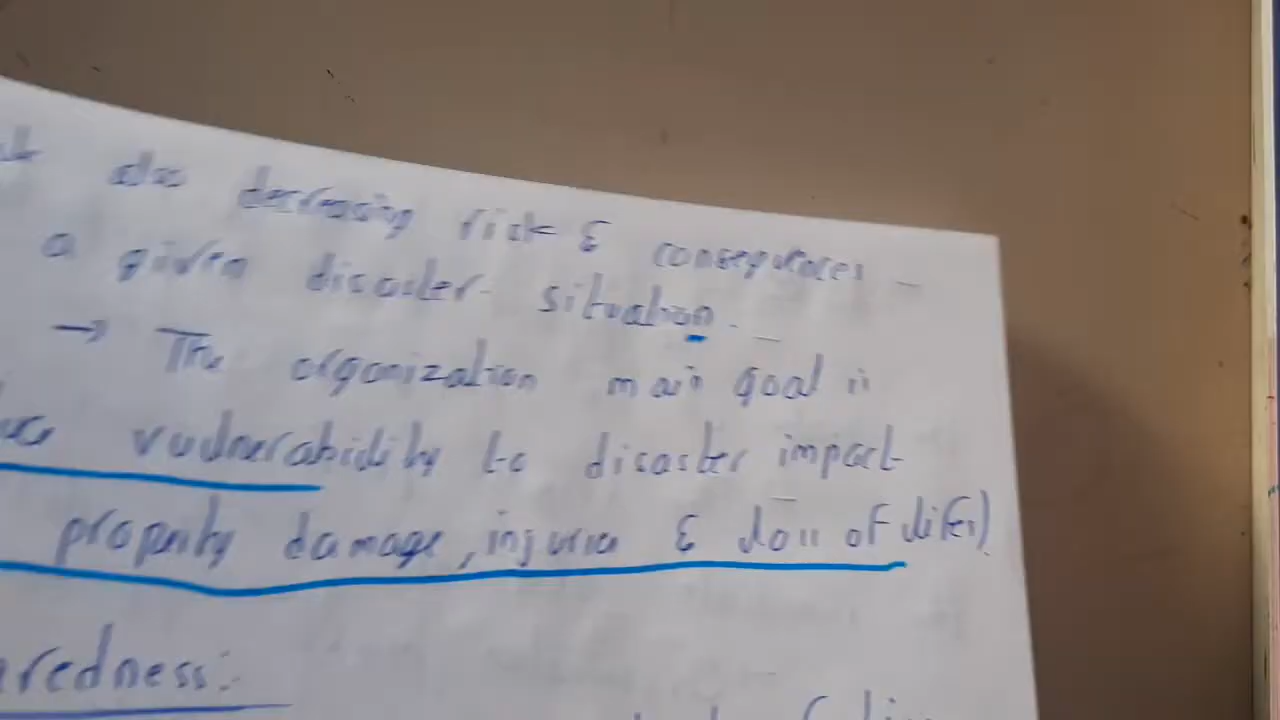 also decreasing risk & consequences
a given disaster situation.
→ The organization main goal is
vulnerability to disaster impact
property damage, injuries & loss of life)
aredness: